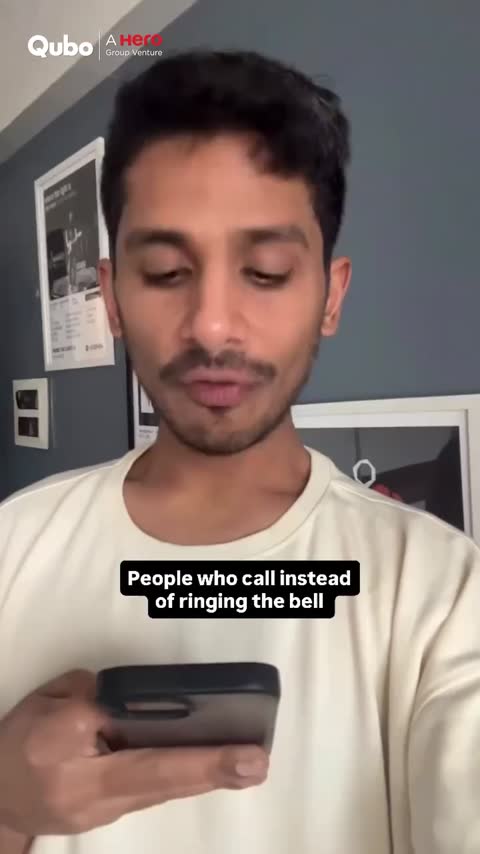 Qubo
A Hero
Group Venture
People who call instead
of ringing the bell